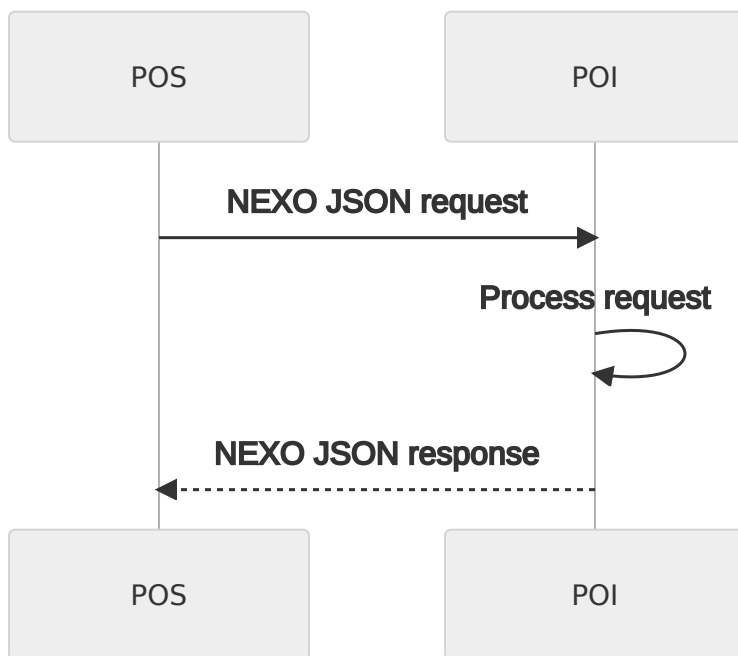 POS
POI
NEXO JSON request
Process request
NEXO JSON response
POS
POI